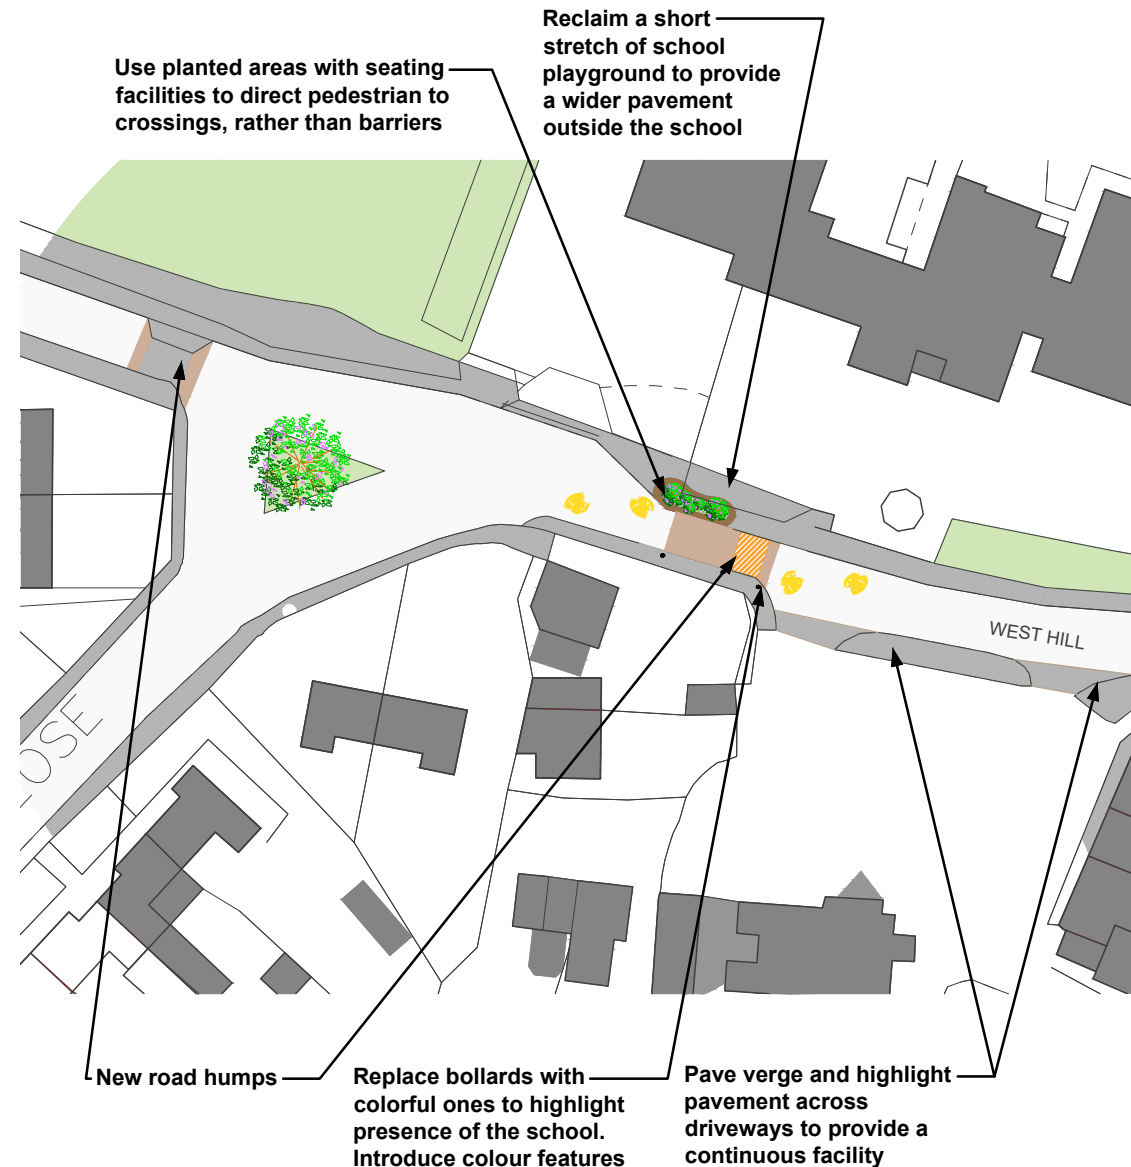 Reclaim a short
stretch of school
playground to provide
a wider pavement
outside the school
Use planted areas with seating
facilities to direct pedestrian to
crossings, rather than barriers
WEST HILL
OSE
New road humps
Replace bollards with
colorful ones to highlight
presence of the school.
Introduce colour features
Pave verge and highlight
pavement across
driveways to provide a
continuous facility